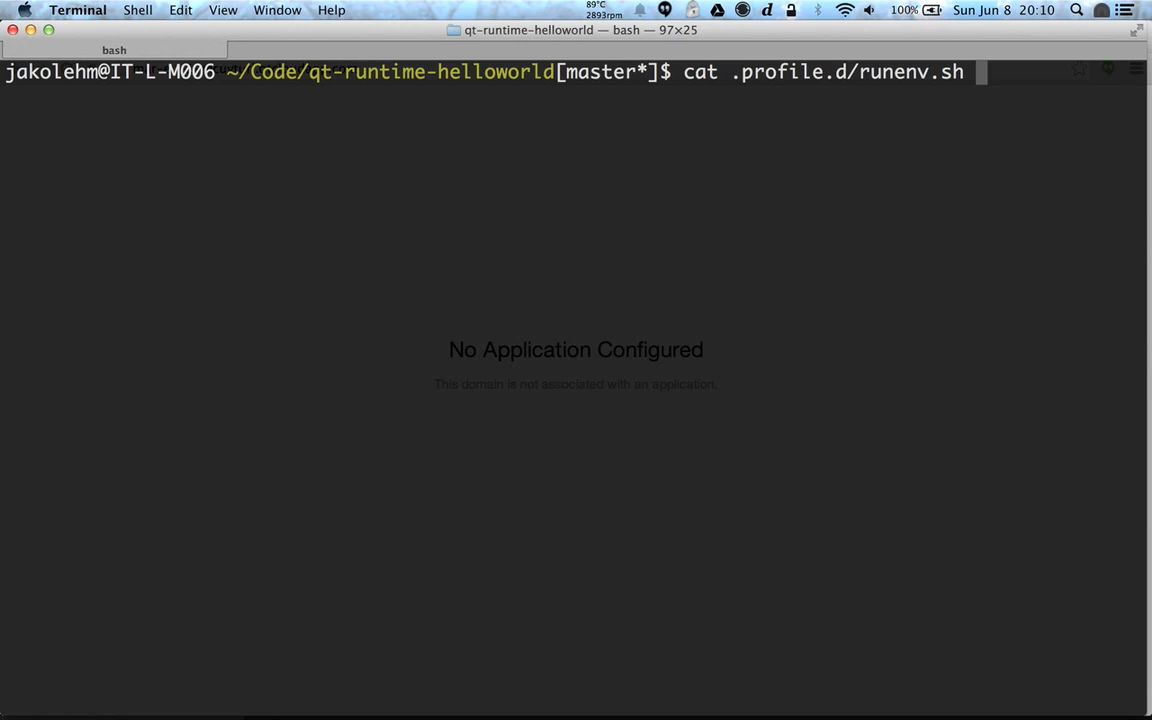 Terminal Shell Edit View Window Help 89°C 2893rpm d 100% Sun Jun 8 20:10
qt-runtime-helloworld — bash — 97×25
bash
jakolehm@IT-L-M006 ~/Code/qt-runtime-helloworld[master*]$ cat .profile.d/runenv.sh
No Application Configured
This domain is not associated with an application.